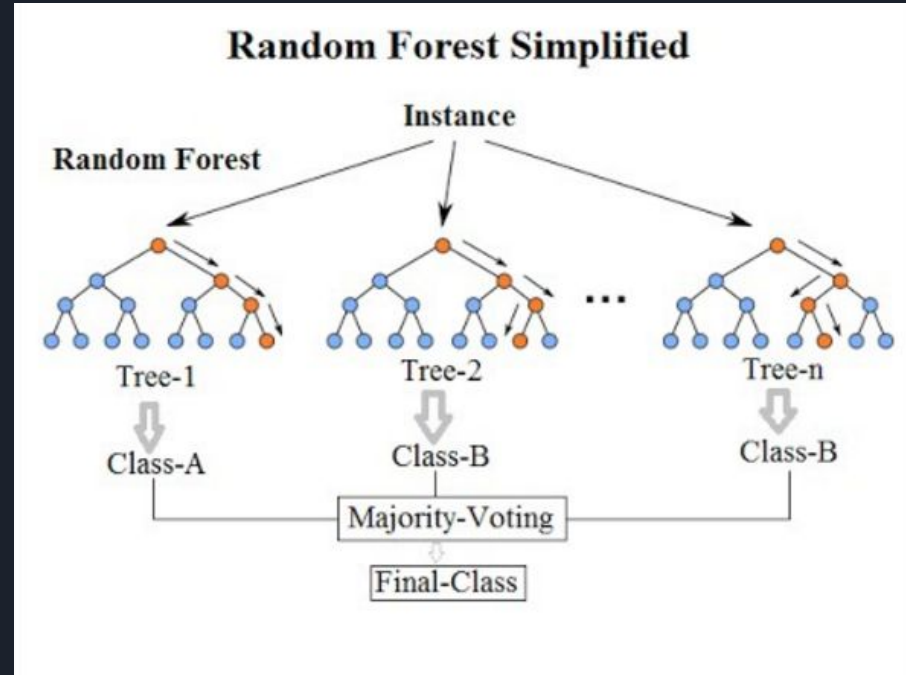 Random Forest Simplified
Instance
Random Forest
...
Tree-1 Tree-2 Tree-n
Class-A Class-B Class-B
Majority-Voting
Final-Class